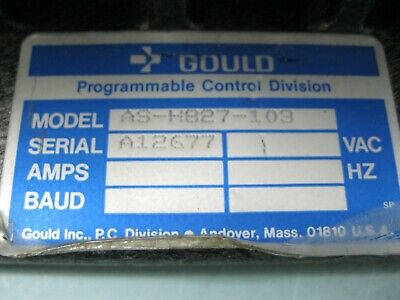 GOULD
Programmable Control Division
MODEL AS-H827-103
SERIAL A12677 VAC
AMPS HZ
BAUD
SP
Gould Inc., P.C. Division • Andover, Mass. 01810 U.S.A.